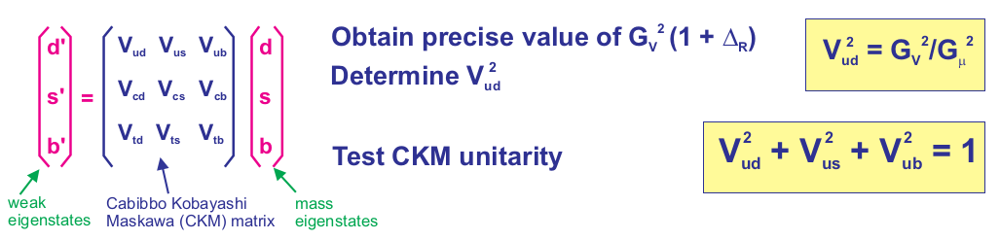 d' = V_ud V_us V_ub d
s' V_cd V_cs V_cb s
b' V_td V_ts V_tb b
weak
eigenstates
Cabibbo Kobayashi
Maskawa (CKM) matrix
mass
eigenstates
Obtain precise value of G_V^2 (1 + Δ_R)
Determine V_ud^2
V_ud^2 = G_V^2/G_μ^2
Test CKM unitarity
V_ud^2 + V_us^2 + V_ub^2 = 1